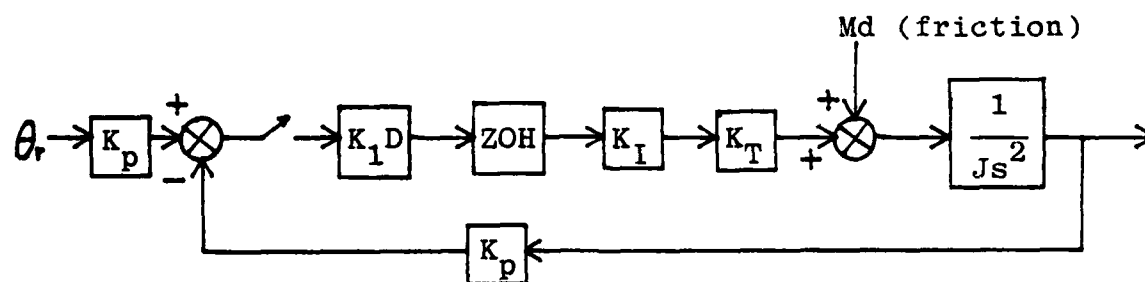 Md (friction)
+
θr
Kp
+
−
K1D
ZOH
KI
KT
+
1
Js²
Kp